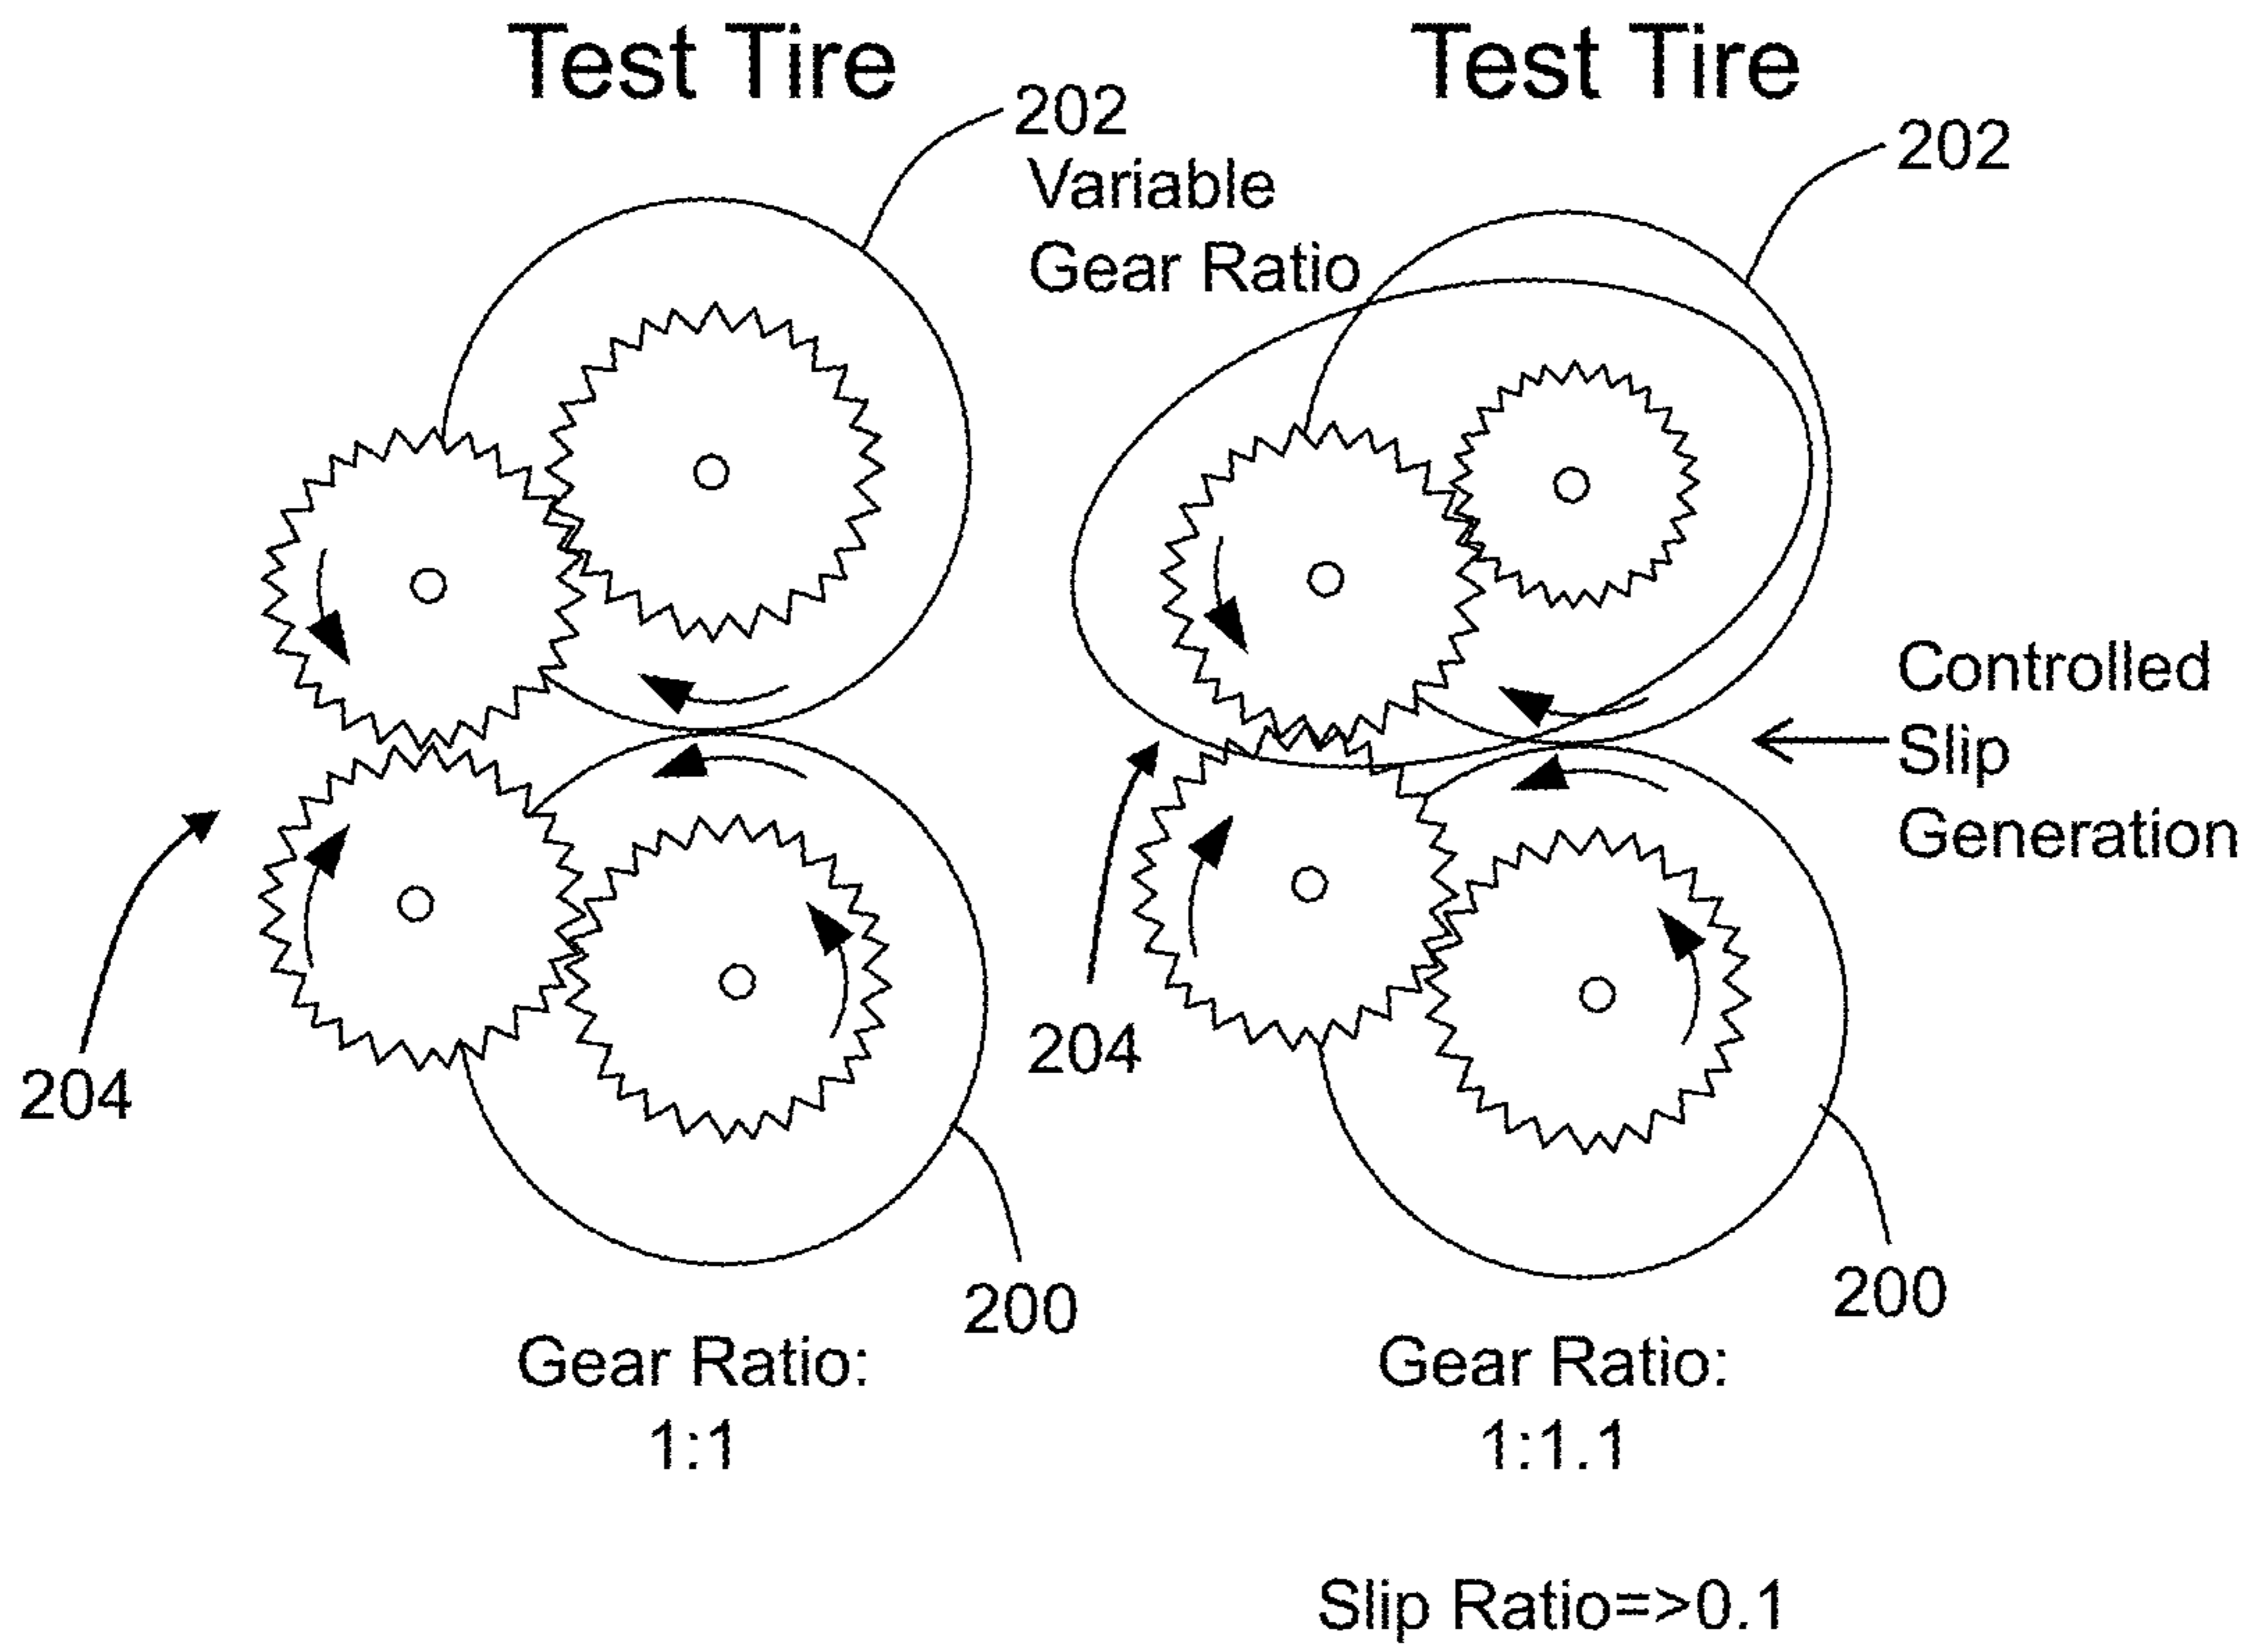 Test Tire
202
Variable
Gear Ratio
204
200
Gear Ratio:
1:1
Test Tire
202
Controlled
Slip
Generation
204
200
Gear Ratio:
1:1.1
Slip Ratio=>0.1